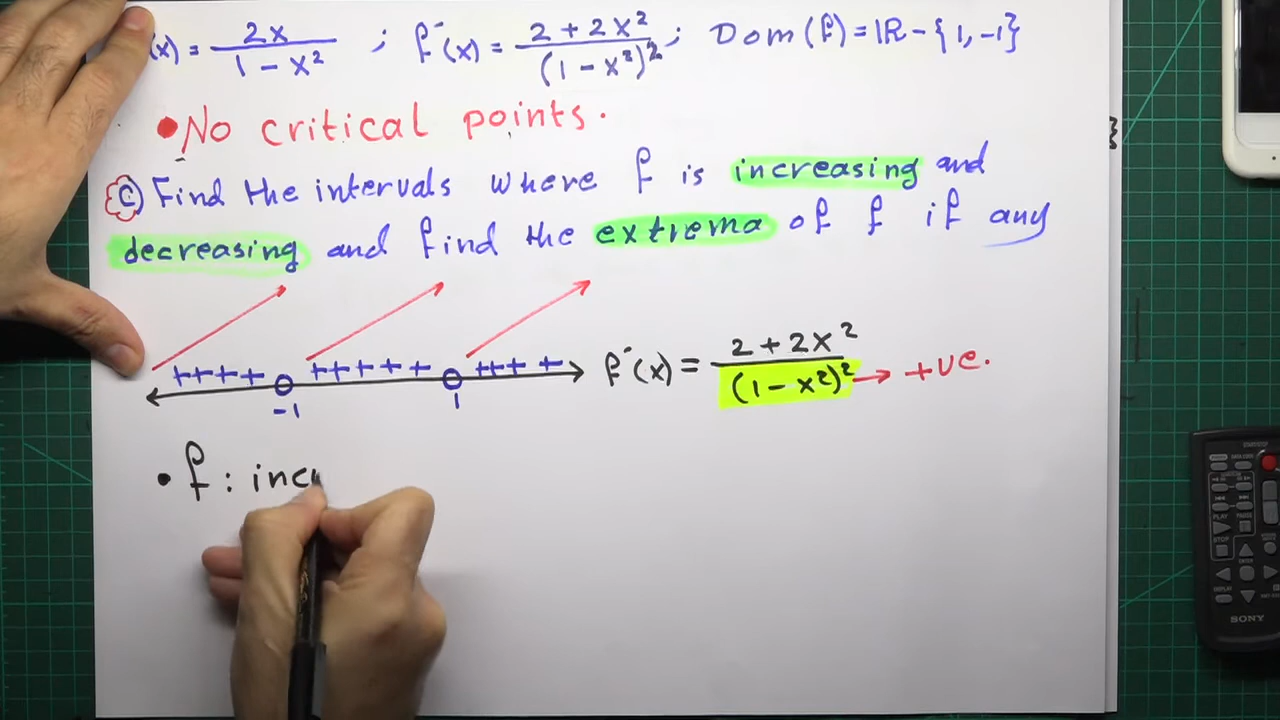 (x) = 2x / 1 - x² ; f'(x) = 2 + 2x² / (1 - x²)² ; Dom(f) = IR - {1, -1}
• No critical points.
(C) Find the intervals where f is increasing and
decreasing and find the extrema of f if any
++++ +++++ +++ + f'(x) = 2 + 2x² / (1 - x²)² → +ve.
-1 1
• f : inc
SONY